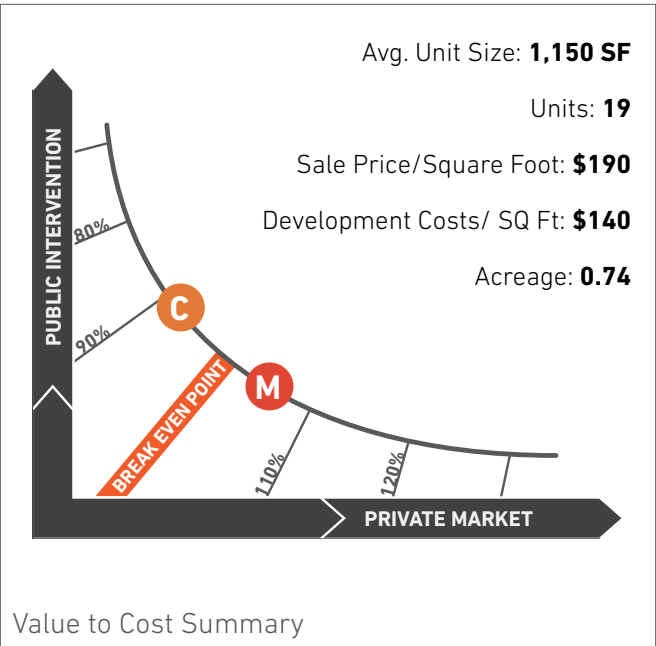 Avg. Unit Size: 1,150 SF
Units: 19
Sale Price/Square Foot: $190
Development Costs/ SQ Ft: $140
Acreage: 0.74
PUBLIC INTERVENTION
80%
90%
C
BREAK EVEN POINT
M
110%
120%
PRIVATE MARKET
Value to Cost Summary